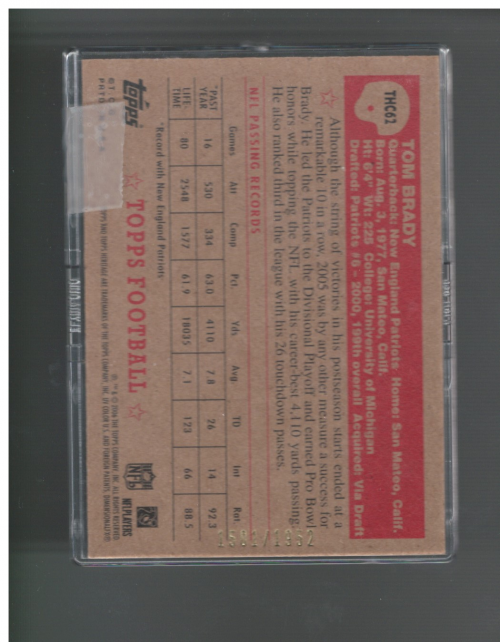 THC62
TOM BRADY
Quarterback: New England Patriots Home: San Mateo, Calif.
Born: Aug. 3, 1977, San Mateo, Calif.
Ht: 6'4" Wt: 225 College: University of Michigan
Drafted: Patriots #6 - 2000, 199th overall Acquired: Via Draft
Although the string of victories in his postseason starts ended at a
remarkable 10 in a row, 2005 was by any other measure a success for
Brady. He led the Patriots to the Divisional Playoff and earned Pro Bowl
honors while topping the NFL with his career-best 4,110 yards passing.
He also ranked third in the league with his 26 touchdown passes.
NFL PASSING RECORDS
Games Att Comp Pct. Yds Avg. TD Int Rat.
*PAST YEAR 16 530 334 63.0 4110 7.8 26 14 92.3
LIFE-TIME 80 2548 1577 61.9 18035 7.1 123 66 88.5
*Record with New England Patriots
1581/1952
Topps
TOPPS FOOTBALL
NFL
NFL PLAYERS